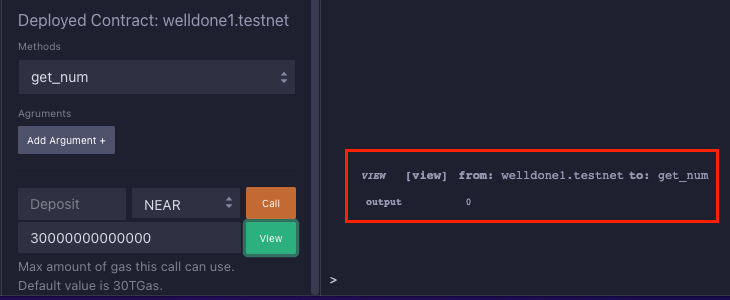 Deployed Contract: welldone1.testnet
Methods
get_num
Agruments
Add Argument +
Deposit
NEAR
Call
30000000000000
View
Max amount of gas this call can use.
Default value is 30TGas.
VIEW [view] from: welldone1.testnet to: get_num
output 0
>